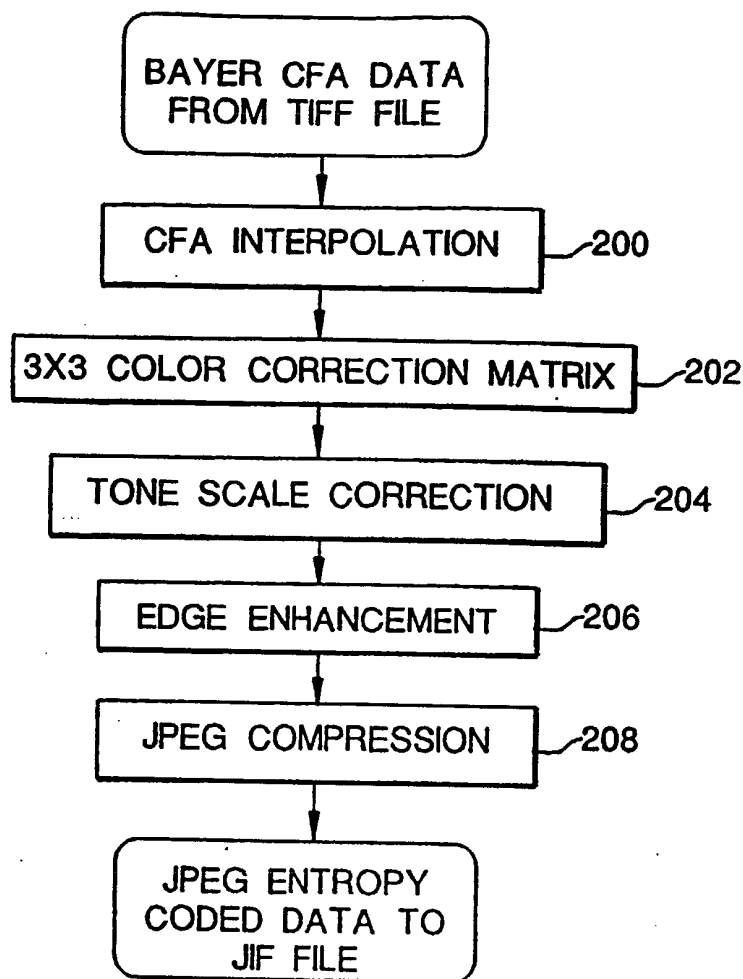 BAYER CFA DATA
FROM TIFF FILE
CFA INTERPOLATION
200
3X3 COLOR CORRECTION MATRIX
202
TONE SCALE CORRECTION
204
EDGE ENHANCEMENT
206
JPEG COMPRESSION
208
JPEG ENTROPY
CODED DATA TO
JIF FILE